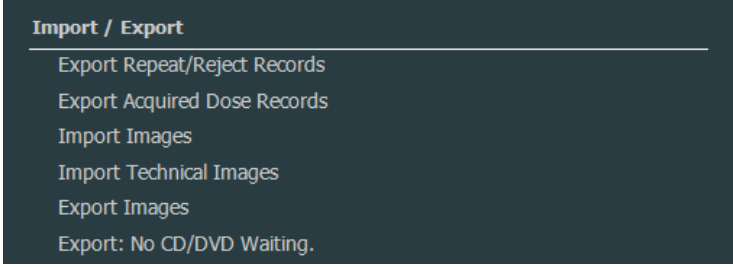 Import / Export
Export Repeat/Reject Records
Export Acquired Dose Records
Import Images
Import Technical Images
Export Images
Export: No CD/DVD Waiting.